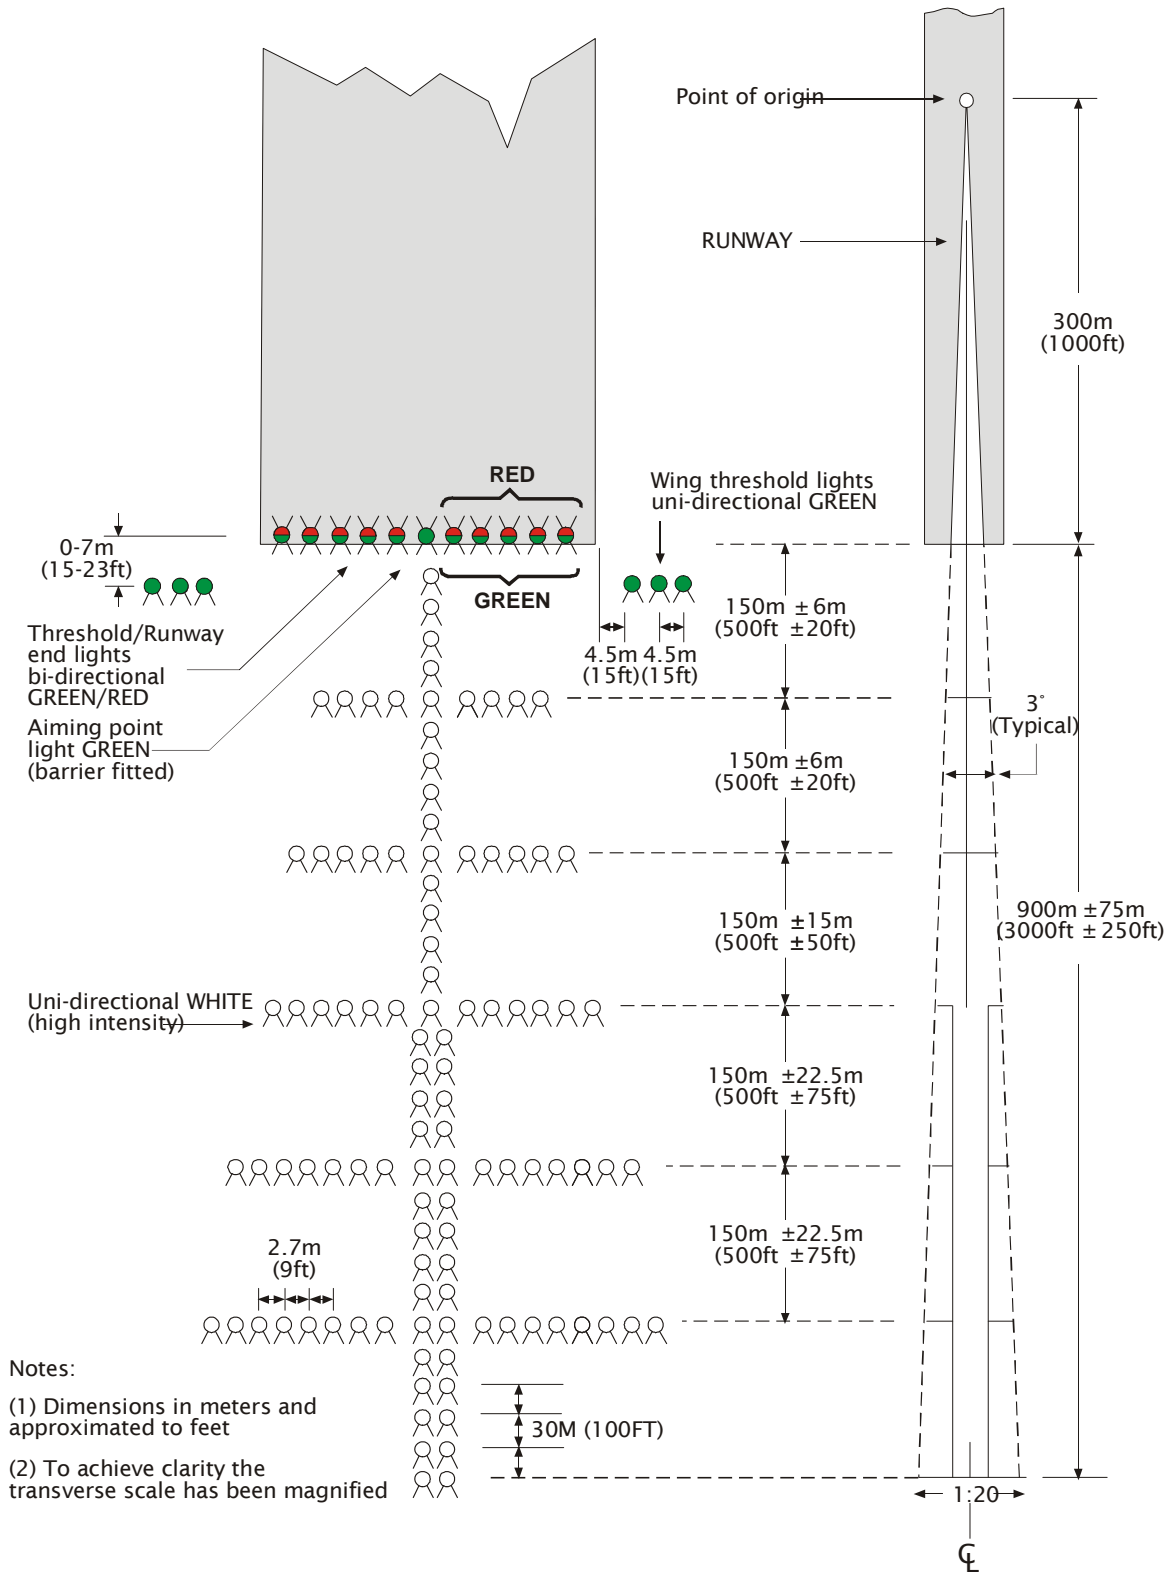 Point of origin
RUNWAY
300m
(1000ft)
RED
Wing threshold lights
uni-directional GREEN
0-7m
(15-23ft)
GREEN
150m ±6m
(500ft ±20ft)
4.5m
(15ft)
4.5m
(15ft)
Threshold/Runway
end lights
bi-directional
GREEN/RED
3°
(Typical)
Aiming point
light GREEN
(barrier fitted)
150m ±6m
(500ft ±20ft)
150m ±15m
(500ft ±50ft)
900m ±75m
(3000ft ±250ft)
Uni-directional WHITE
(high intensity)
150m ±22.5m
(500ft ±75ft)
150m ±22.5m
(500ft ±75ft)
2.7m
(9ft)
Notes:
(1) Dimensions in meters and
approximated to feet
30M (100FT)
(2) To achieve clarity the
transverse scale has been magnified
1:20
℄